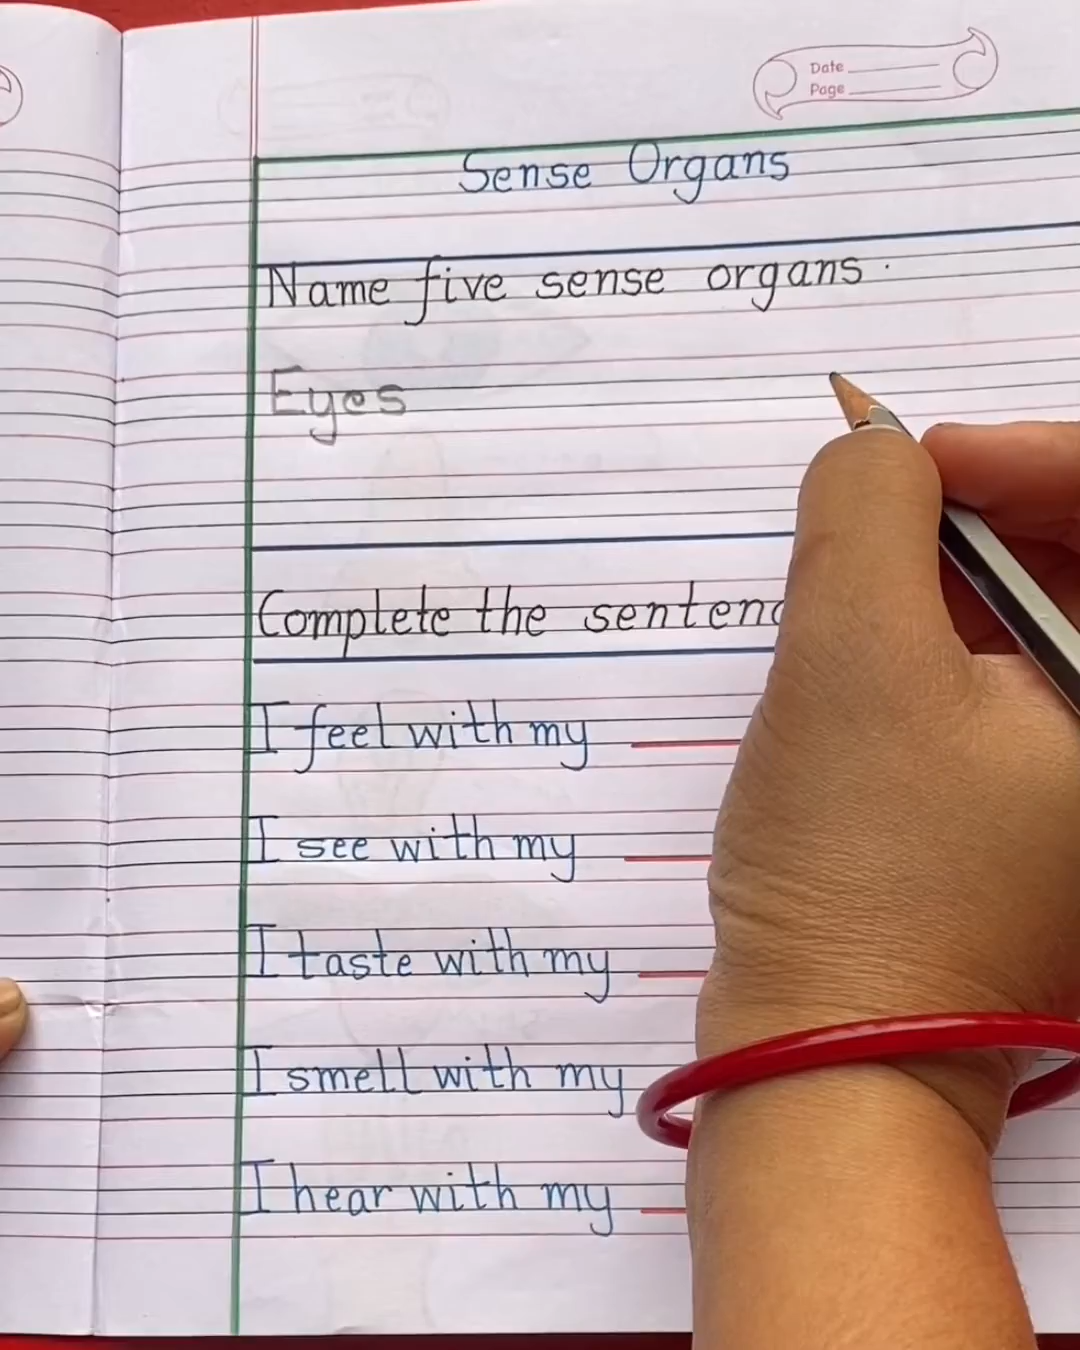 Date
Page
Sense Organs
Name five sense organs.
Eyes
Complete the sentenc
I feel with my
I see with my
I taste with my
I smell with my
I hear with my